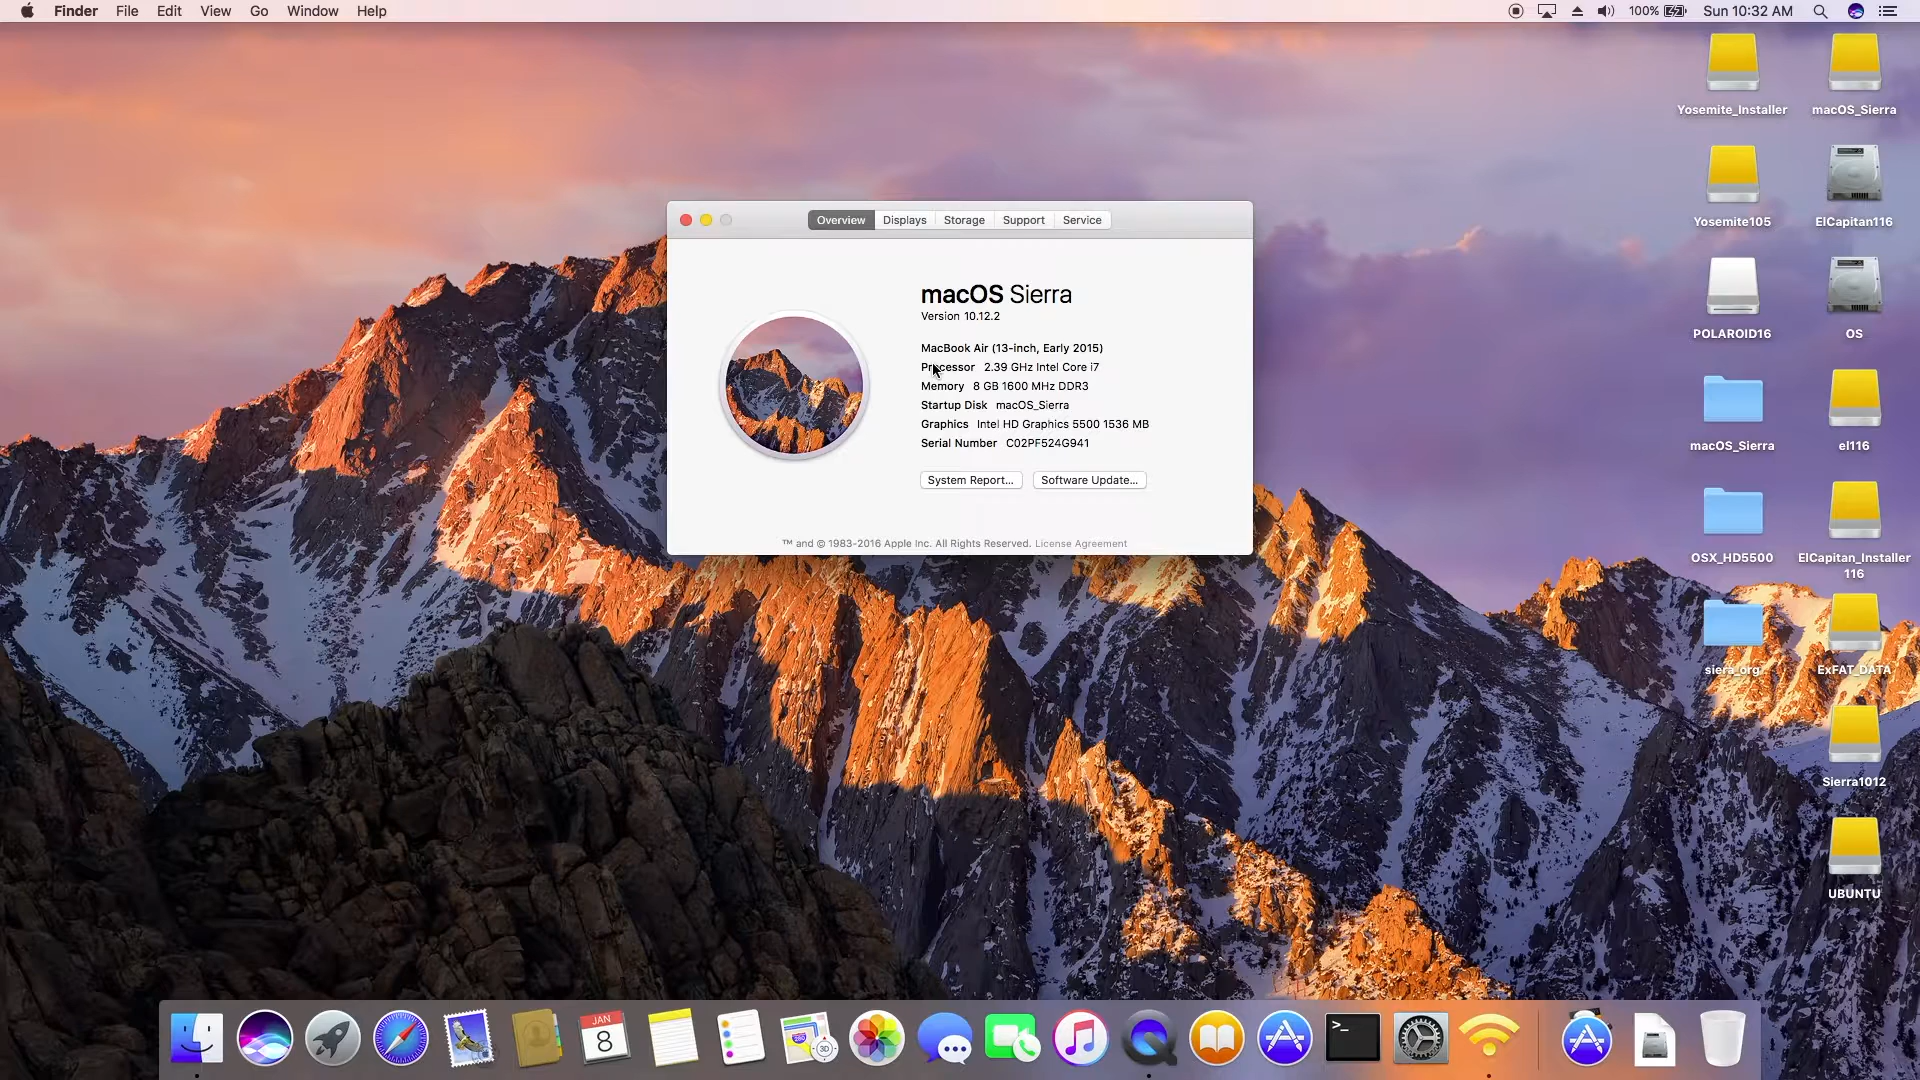 Finder File Edit View Go Window Help
100% Sun 10:32 AM
Yosemite_Installer
macOS_Sierra
Yosemite105
ElCapitan116
POLAROID16
OS
macOS_Sierra
el116
OSX_HD5500
ElCapitan_Installer
116
siera_org
ExFAT_DATA
Sierra1012
UBUNTU
Overview Displays Storage Support Service
macOS Sierra
Version 10.12.2
MacBook Air (13-inch, Early 2015)
Processor 2.39 GHz Intel Core i7
Memory 8 GB 1600 MHz DDR3
Startup Disk macOS_Sierra
Graphics Intel HD Graphics 5500 1536 MB
Serial Number C02PF524G941
System Report... Software Update...
™ and © 1983-2016 Apple Inc. All Rights Reserved. License Agreement
JAN
8
280
3D
>_